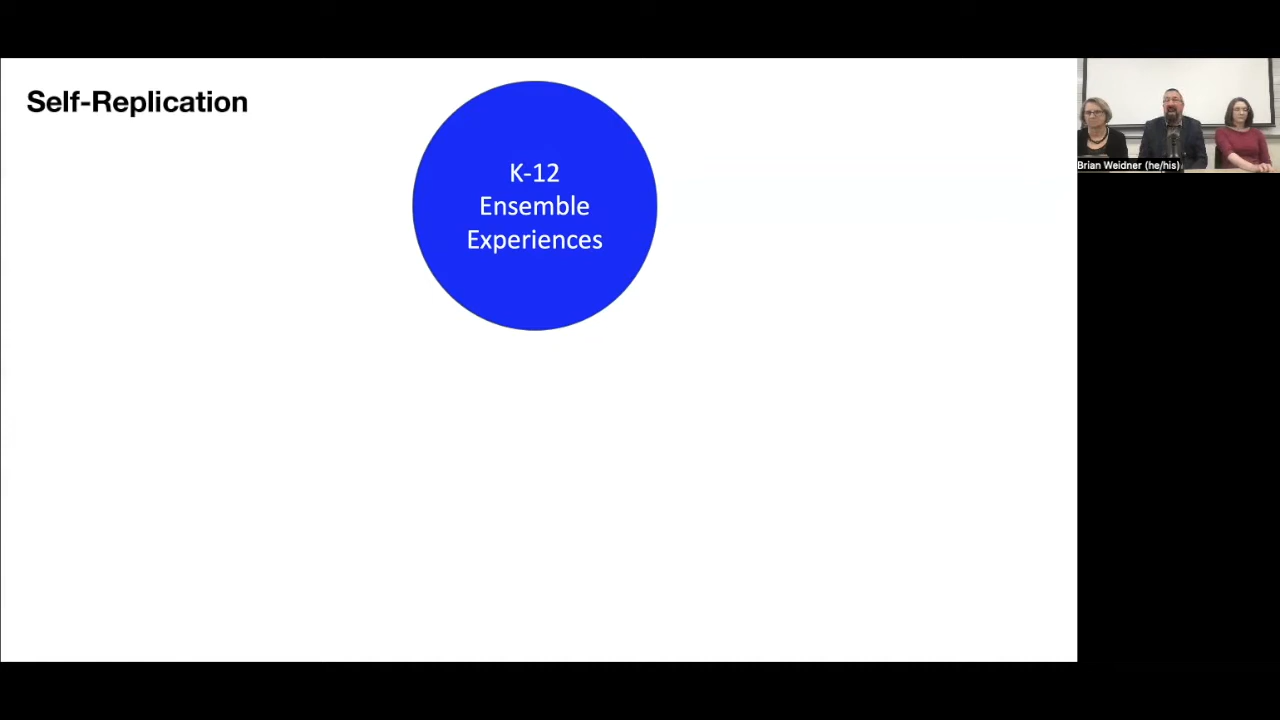 Self-Replication
K-12
Ensemble
Experiences
Brian Weidner (he/his)